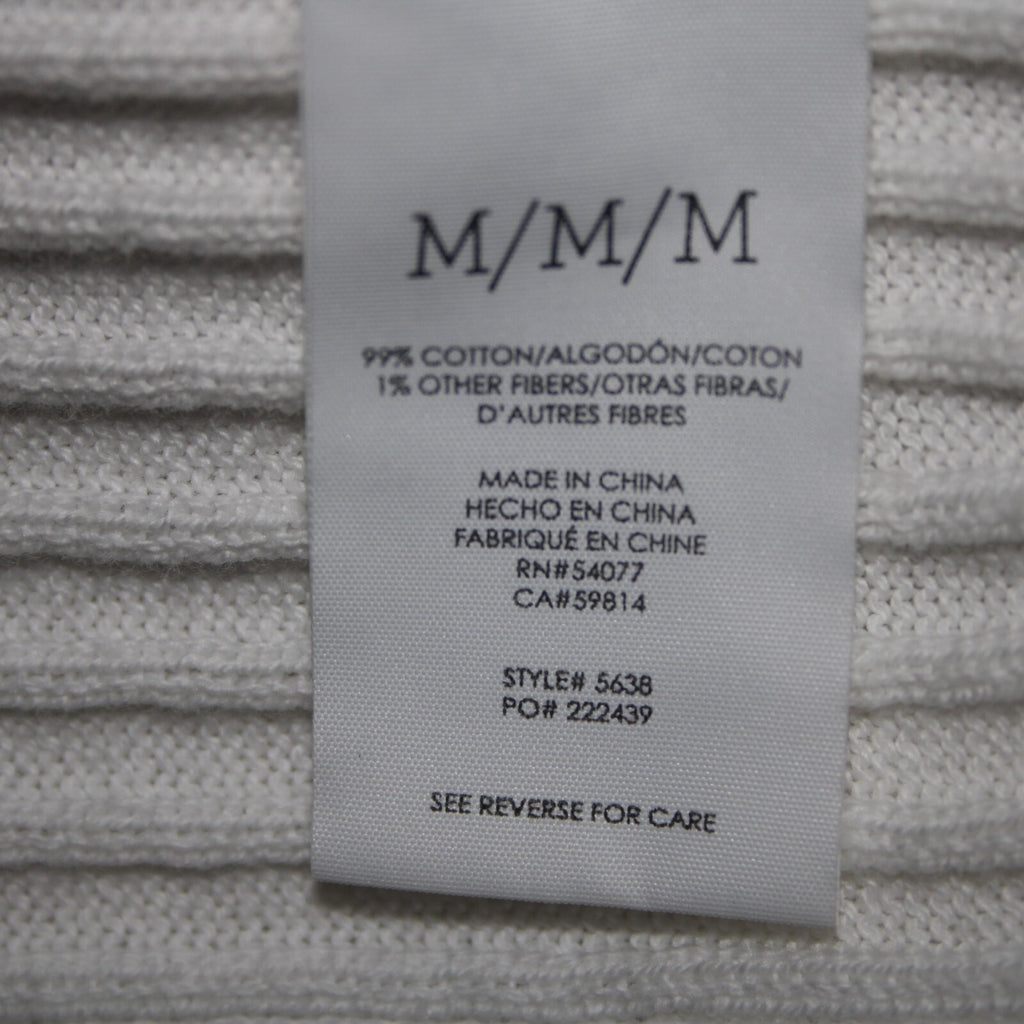 M/M/M
99% COTTON/ALGODÓN/COTON
1% OTHER FIBERS/OTRAS FIBRAS/
D'AUTRES FIBRES
MADE IN CHINA
HECHO EN CHINA
FABRIQUÉ EN CHINE
RN#54077
CA#59814
STYLE# 5638
PO# 222439
SEE REVERSE FOR CARE